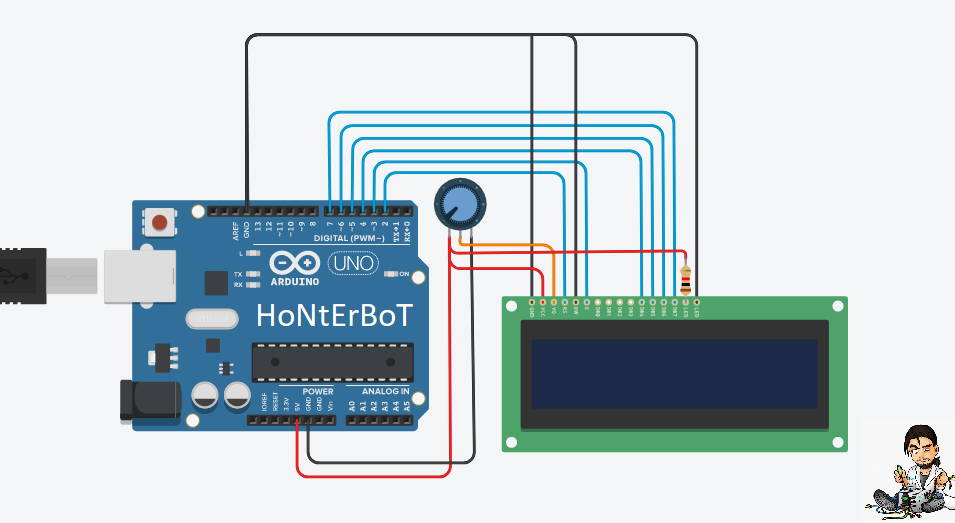 AREF
GND
13
12
~11
~10
~9
8
7
~6
~5
4
~3
2
TX→1
RX←0
DIGITAL (PWM~)
L
TX
RX
UNO
ON
ARDUINO
HoNtErBoT
POWER
ANALOG IN
IOREF
RESET
3.3V
5V
GND
GND
Vin
A0
A1
A2
A3
A4
A5
GND
VCC
VO
RS
RW
E
DB0
DB1
DB2
DB3
DB4
DB5
DB6
DB7
LED
LED